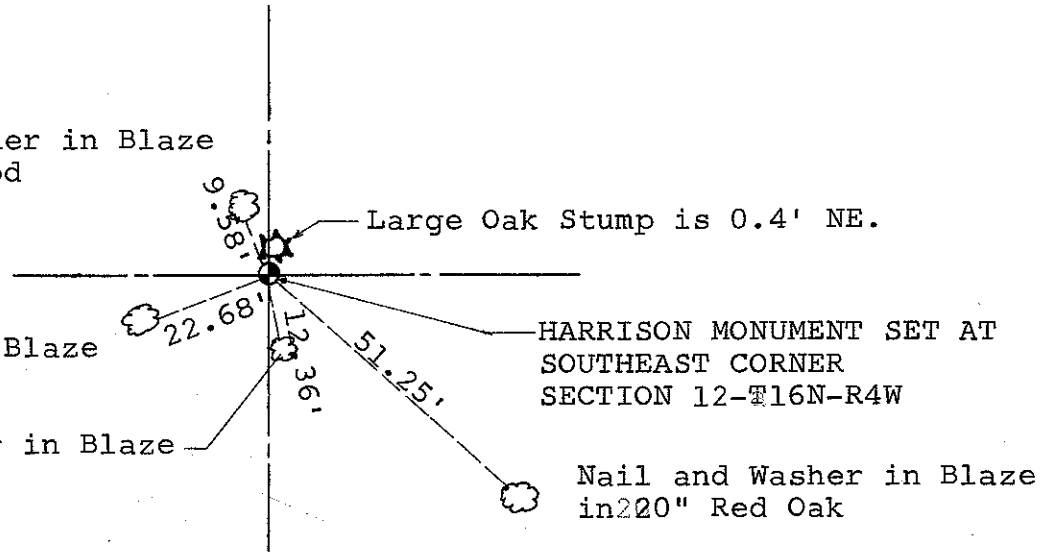 er in Blaze
d
9.58'
Large Oak Stump is 0.4' NE.
22.68'
12.36'
51.25'
Blaze
HARRISON MONUMENT SET AT
SOUTHEAST CORNER
SECTION 12-T16N-R4W
in Blaze
Nail and Washer in Blaze
in 20" Red Oak